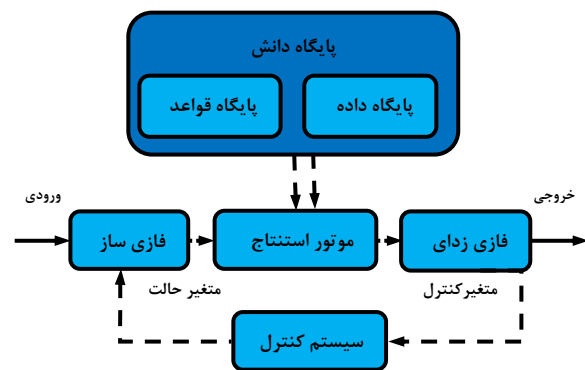 پایگاه دانش
پایگاه داده
پایگاه قواعد
ورودی
خروجی
فازی ساز
موتور استنتاج
فازی زدای
متغیر حالت
متغیرکنترل
سیستم کنترل